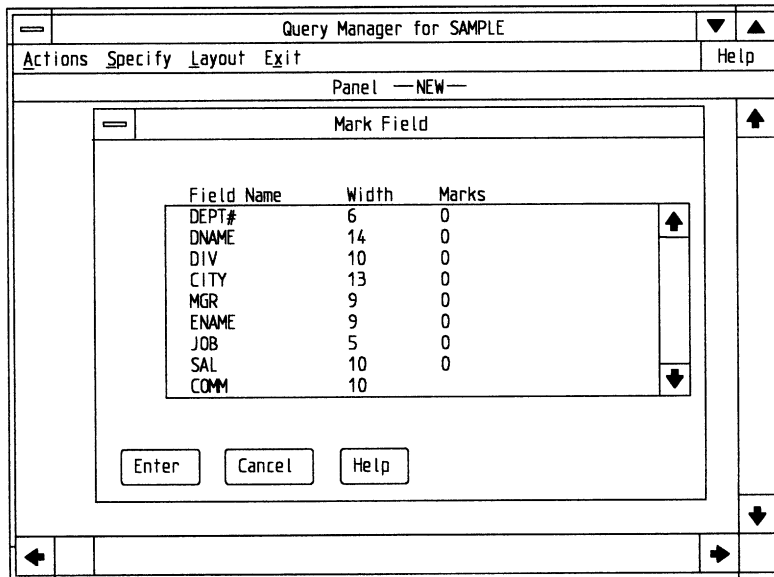 Query Manager for SAMPLE
Actions Specify Layout Exit Help
Panel —NEW—
Mark Field
Field Name Width Marks
DEPT# 6 0
DNAME 14 0
DIV 10 0
CITY 13 0
MGR 9 0
ENAME 9 0
JOB 5 0
SAL 10 0
COMM 10
Enter Cancel Help